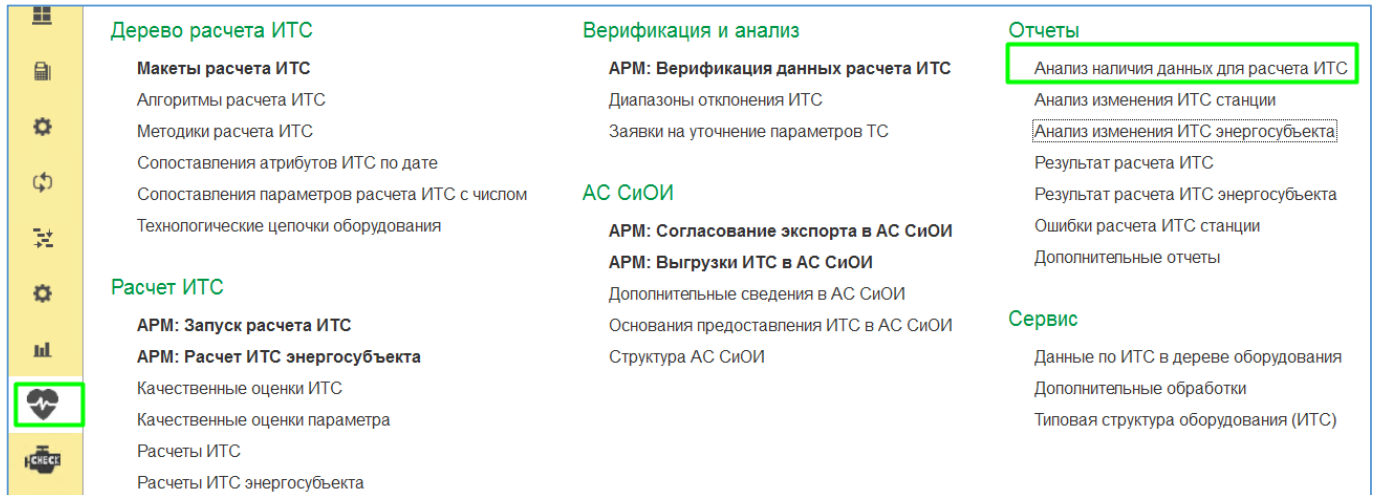 Дерево расчета ИТС
Макеты расчета ИТС
Алгоритмы расчета ИТС
Методики расчета ИТС
Сопоставления атрибутов ИТС по дате
Сопоставления параметров расчета ИТС с числом
Технологические цепочки оборудования
Расчет ИТС
АРМ: Запуск расчета ИТС
АРМ: Расчет ИТС энергосубъекта
Качественные оценки ИТС
Качественные оценки параметра
Расчеты ИТС
Расчеты ИТС энергосубъекта
Верификация и анализ
АРМ: Верификация данных расчета ИТС
Диапазоны отклонения ИТС
Заявки на уточнение параметров ТС
АС СиОИ
АРМ: Согласование экспорта в АС СиОИ
АРМ: Выгрузки ИТС в АС СиОИ
Дополнительные сведения в АС СиОИ
Основания предоставления ИТС в АС СиОИ
Структура АС СиОИ
Отчеты
Анализ наличия данных для расчета ИТС
Анализ изменения ИТС станции
Анализ изменения ИТС энергосубъекта
Результат расчета ИТС
Результат расчета ИТС энергосубъекта
Ошибки расчета ИТС станции
Дополнительные отчеты
Сервис
Данные по ИТС в дереве оборудования
Дополнительные обработки
Типовая структура оборудования (ИТС)
CHECK